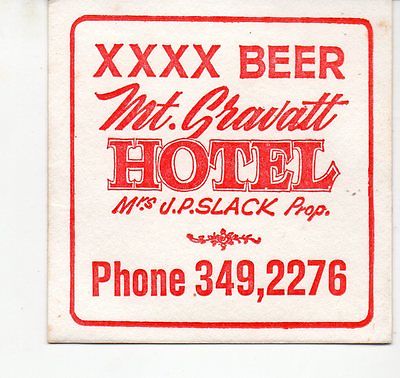 XXXX BEER
Mt. Gravatt
HOTEL
Mrs J.P. SLACK Prop.
Phone 349,2276